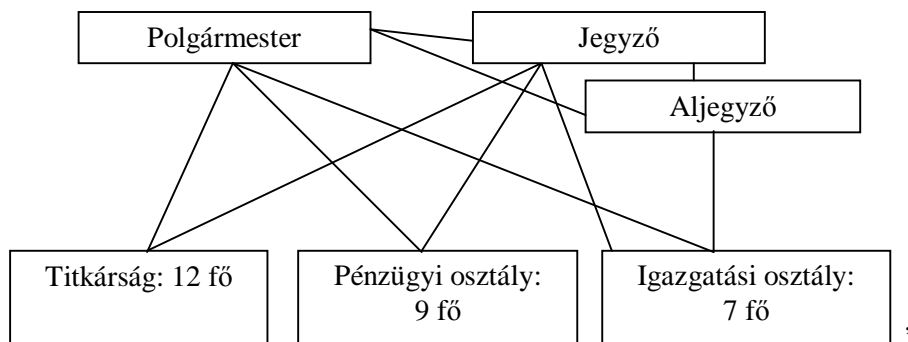 Polgármester
Jegyző
Aljegyző
Titkárság: 12 fő
Pénzügyi osztály:
9 fő
Igazgatási osztály:
7 fő
,